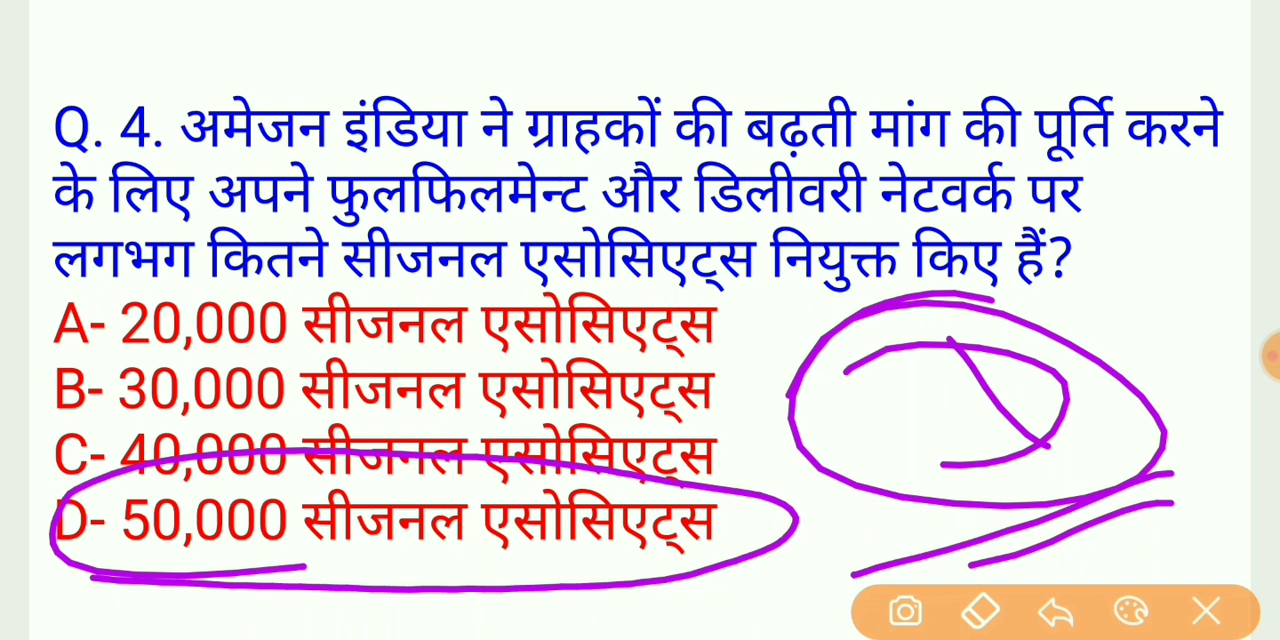 Q. 4. अमेजन इंडिया ने ग्राहकों की बढ़ती मांग की पूर्ति करने
के लिए अपने फुलफिलमेन्ट और डिलीवरी नेटवर्क पर
लगभग कितने सीजनल एसोसिएट्स नियुक्त किए हैं?
A- 20,000 सीजनल एसोसिएट्स
B- 30,000 सीजनल एसोसिएट्स
C- 40,000 सीजनल एसोसिएट्स
D- 50,000 सीजनल एसोसिएट्स